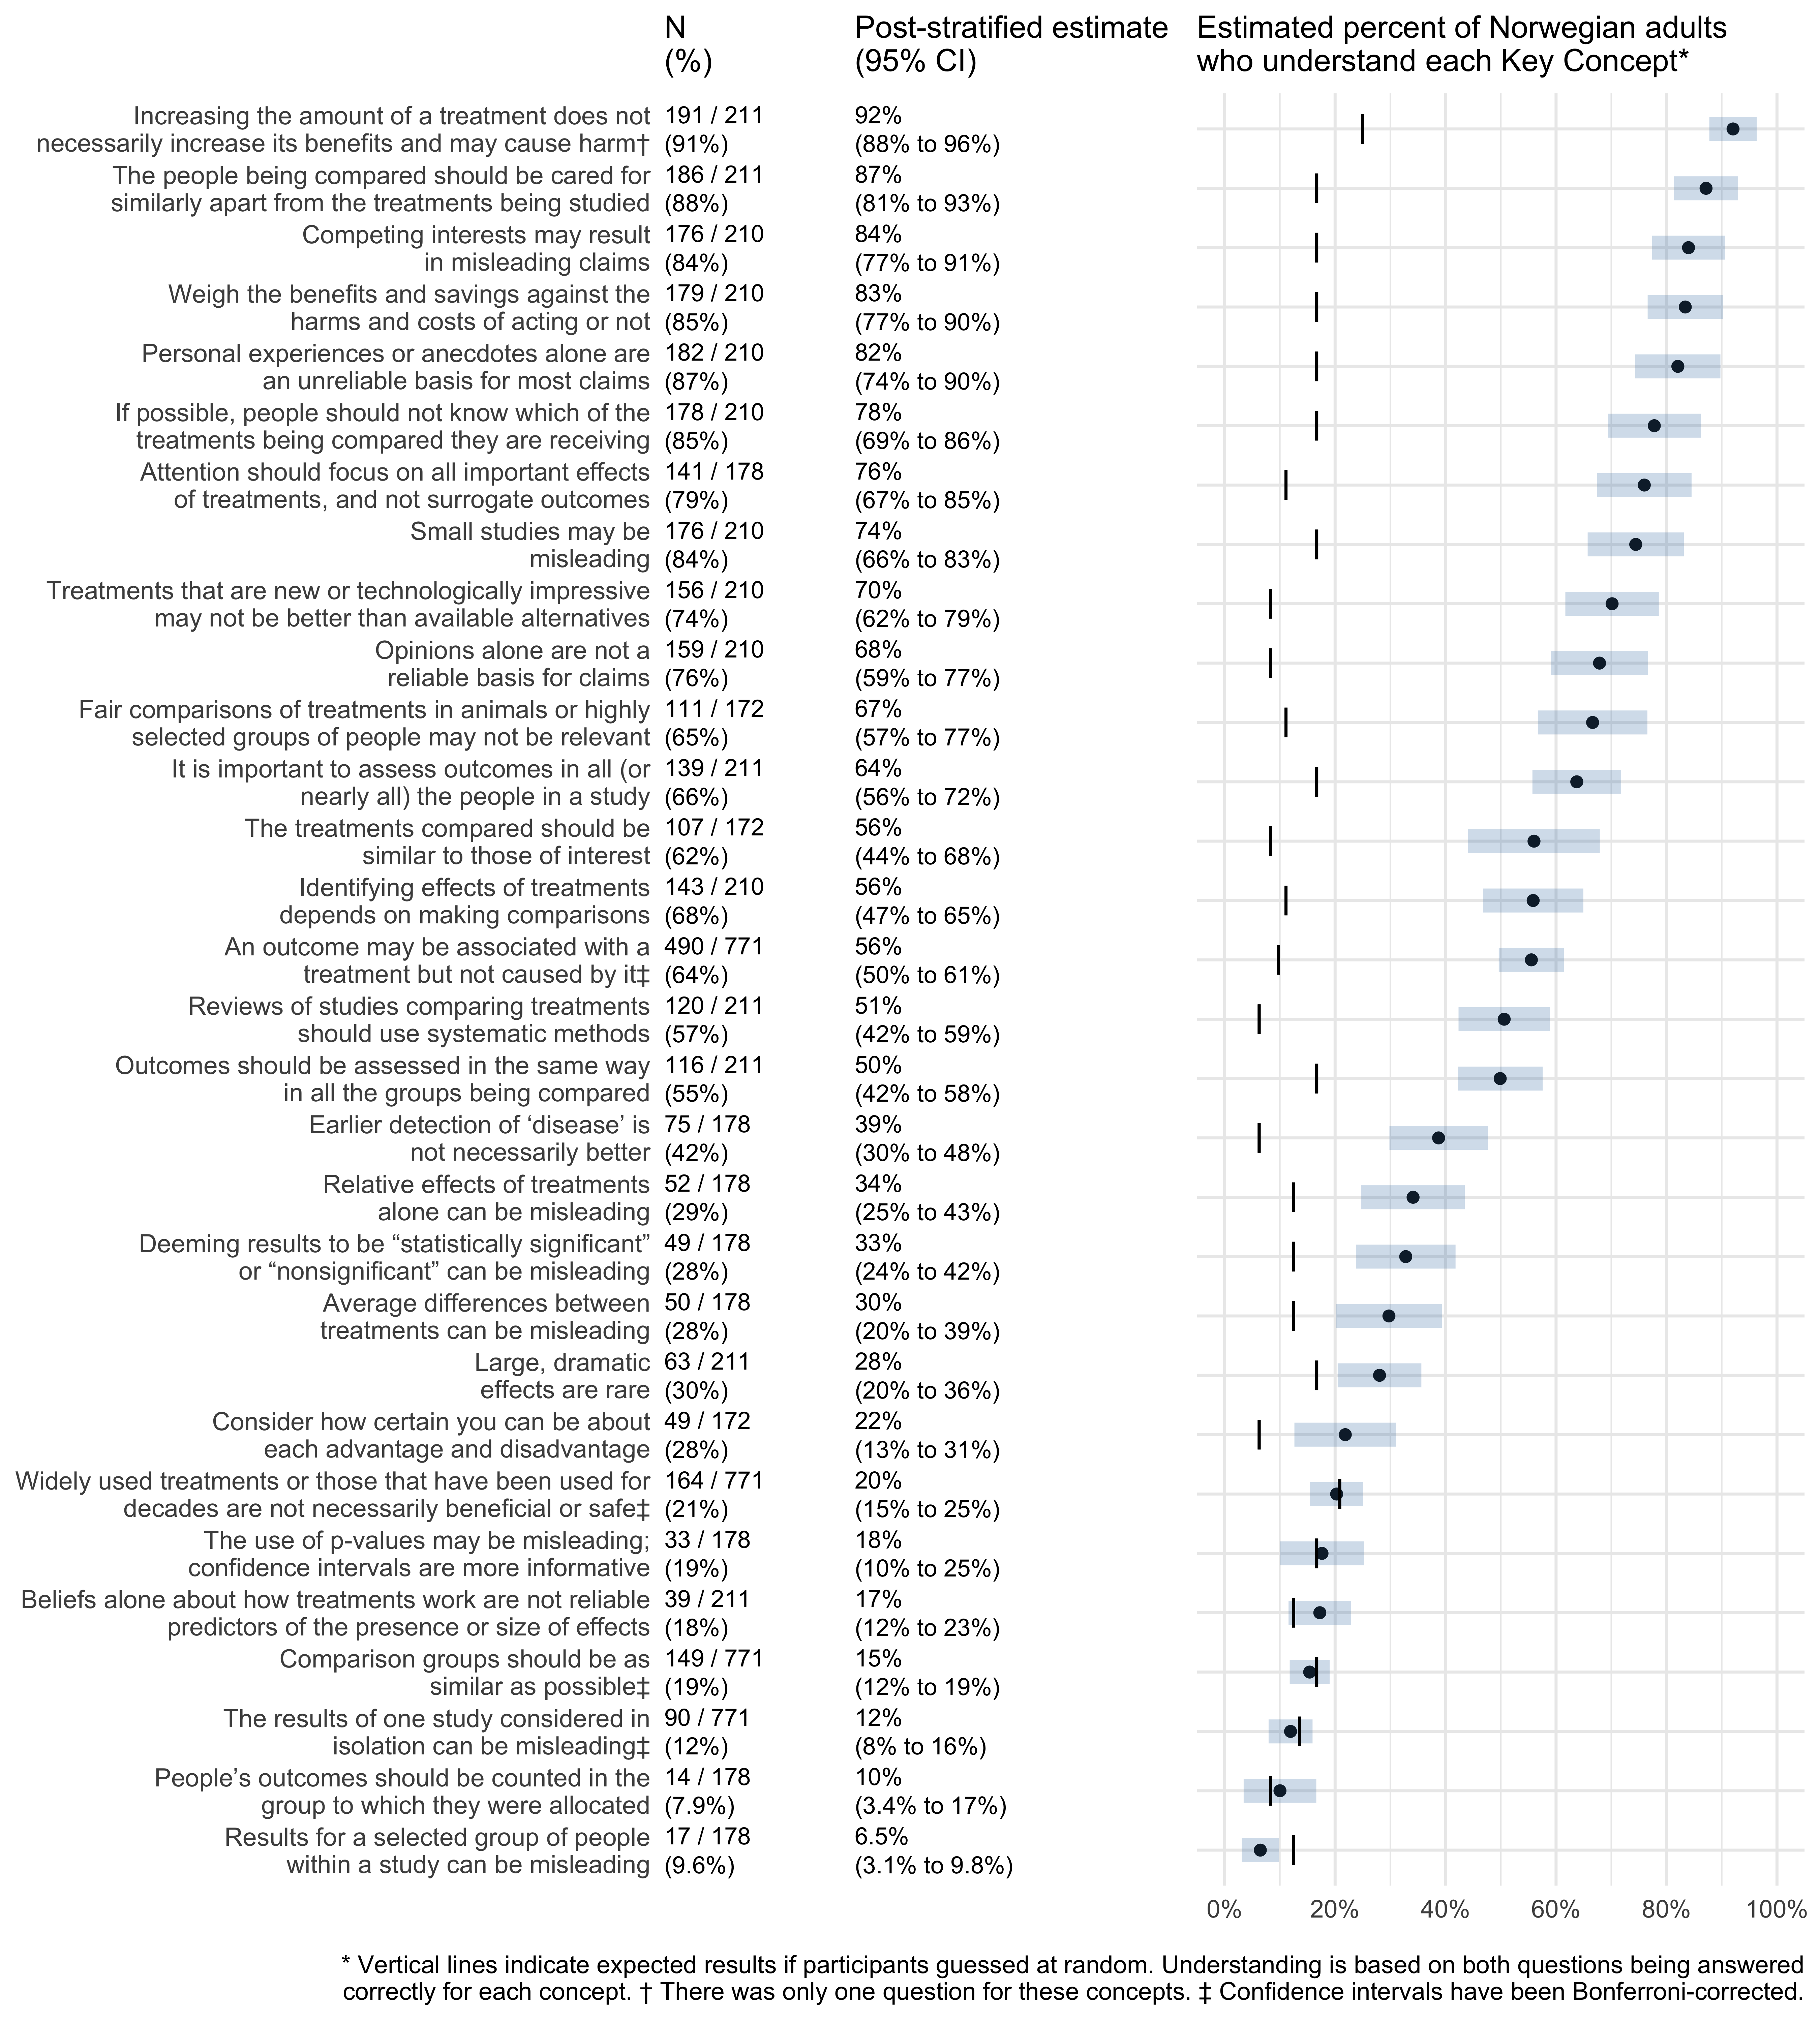 N
(%)
Post-stratified estimate
(95% CI)
Estimated percent of Norwegian adults
who understand each Key Concept*
Increasing the amount of a treatment does not 191 / 211 92%
necessarily increase its benefits and may cause harm† (91%) (88% to 96%)
The people being compared should be cared for 186 / 211 87%
similarly apart from the treatments being studied (88%) (81% to 93%)
Competing interests may result 176 / 210 84%
in misleading claims (84%) (77% to 91%)
Weigh the benefits and savings against the 179 / 210 83%
harms and costs of acting or not (85%) (77% to 90%)
Personal experiences or anecdotes alone are 182 / 210 82%
an unreliable basis for most claims (87%) (74% to 90%)
If possible, people should not know which of the 178 / 210 78%
treatments being compared they are receiving (85%) (69% to 86%)
Attention should focus on all important effects 141 / 178 76%
of treatments, and not surrogate outcomes (79%) (67% to 85%)
Small studies may be 176 / 210 74%
misleading (84%) (66% to 83%)
Treatments that are new or technologically impressive 156 / 210 70%
may not be better than available alternatives (74%) (62% to 79%)
Opinions alone are not a 159 / 210 68%
reliable basis for claims (76%) (59% to 77%)
Fair comparisons of treatments in animals or highly 111 / 172 67%
selected groups of people may not be relevant (65%) (57% to 77%)
It is important to assess outcomes in all (or 139 / 211 64%
nearly all) the people in a study (66%) (56% to 72%)
The treatments compared should be 107 / 172 56%
similar to those of interest (62%) (44% to 68%)
Identifying effects of treatments 143 / 210 56%
depends on making comparisons (68%) (47% to 65%)
An outcome may be associated with a 490 / 771 56%
treatment but not caused by it‡ (64%) (50% to 61%)
Reviews of studies comparing treatments 120 / 211 51%
should use systematic methods (57%) (42% to 59%)
Outcomes should be assessed in the same way 116 / 211 50%
in all the groups being compared (55%) (42% to 58%)
Earlier detection of ‘disease’ is 75 / 178 39%
not necessarily better (42%) (30% to 48%)
Relative effects of treatments 52 / 178 34%
alone can be misleading (29%) (25% to 43%)
Deeming results to be “statistically significant” 49 / 178 33%
or “nonsignificant” can be misleading (28%) (24% to 42%)
Average differences between 50 / 178 30%
treatments can be misleading (28%) (20% to 39%)
Large, dramatic 63 / 211 28%
effects are rare (30%) (20% to 36%)
Consider how certain you can be about 49 / 172 22%
each advantage and disadvantage (28%) (13% to 31%)
Widely used treatments or those that have been used for 164 / 771 20%
decades are not necessarily beneficial or safe‡ (21%) (15% to 25%)
The use of p-values may be misleading; 33 / 178 18%
confidence intervals are more informative (19%) (10% to 25%)
Beliefs alone about how treatments work are not reliable 39 / 211 17%
predictors of the presence or size of effects (18%) (12% to 23%)
Comparison groups should be as 149 / 771 15%
similar as possible‡ (19%) (12% to 19%)
The results of one study considered in 90 / 771 12%
isolation can be misleading‡ (12%) (8% to 16%)
People’s outcomes should be counted in the 14 / 178 10%
group to which they were allocated (7.9%) (3.4% to 17%)
Results for a selected group of people 17 / 178 6.5%
within a study can be misleading (9.6%) (3.1% to 9.8%)
0% 20% 40% 60% 80% 100%
* Vertical lines indicate expected results if participants guessed at random. Understanding is based on both questions being answered
correctly for each concept. † There was only one question for these concepts. ‡ Confidence intervals have been Bonferroni-corrected.